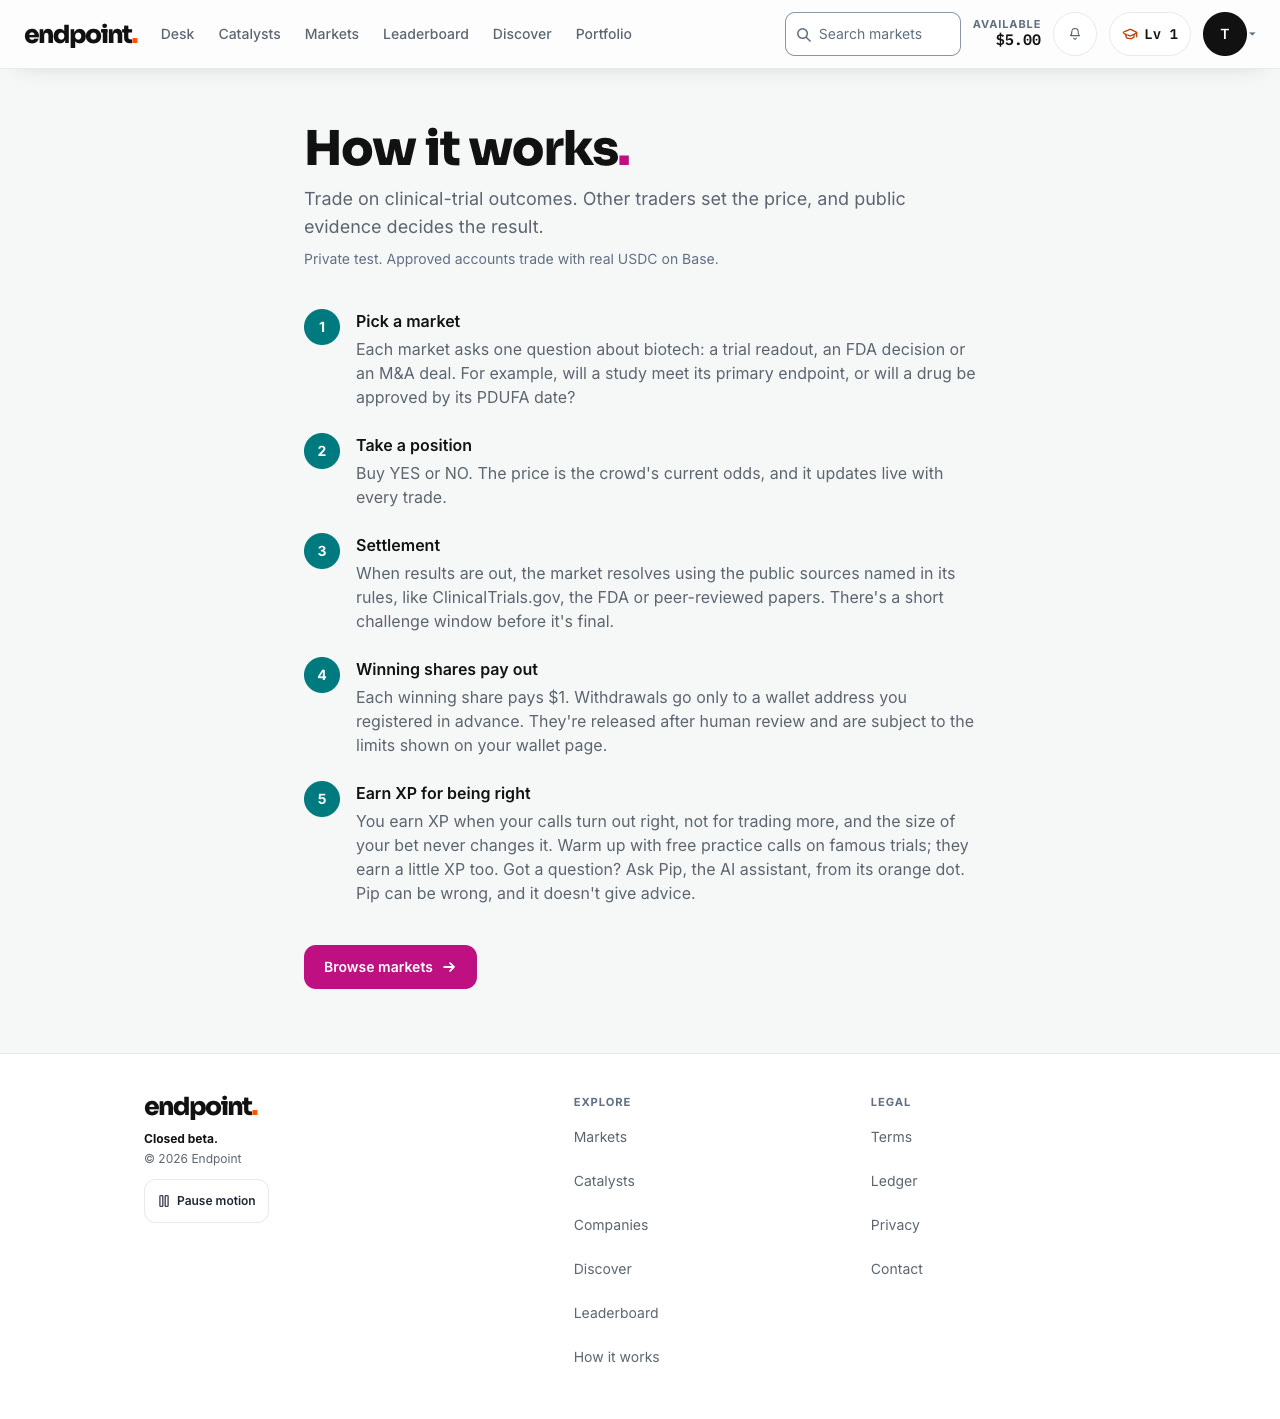 endpoint.
Desk
Catalysts
Markets
Leaderboard
Discover
Portfolio
Search markets
AVAILABLE
$5.00
Lv 1
T
How it works.
Trade on clinical-trial outcomes. Other traders set the price, and public
evidence decides the result.
Private test. Approved accounts trade with real USDC on Base.
1
Pick a market
Each market asks one question about biotech: a trial readout, an FDA decision or
an M&A deal. For example, will a study meet its primary endpoint, or will a drug be
approved by its PDUFA date?
2
Take a position
Buy YES or NO. The price is the crowd's current odds, and it updates live with
every trade.
3
Settlement
When results are out, the market resolves using the public sources named in its
rules, like ClinicalTrials.gov, the FDA or peer-reviewed papers. There's a short
challenge window before it's final.
4
Winning shares pay out
Each winning share pays $1. Withdrawals go only to a wallet address you
registered in advance. They're released after human review and are subject to the
limits shown on your wallet page.
5
Earn XP for being right
You earn XP when your calls turn out right, not for trading more, and the size of
your bet never changes it. Warm up with free practice calls on famous trials; they
earn a little XP too. Got a question? Ask Pip, the AI assistant, from its orange dot.
Pip can be wrong, and it doesn't give advice.
Browse markets
endpoint.
Closed beta.
© 2026 Endpoint
Pause motion
EXPLORE
Markets
Catalysts
Companies
Discover
Leaderboard
How it works
LEGAL
Terms
Ledger
Privacy
Contact